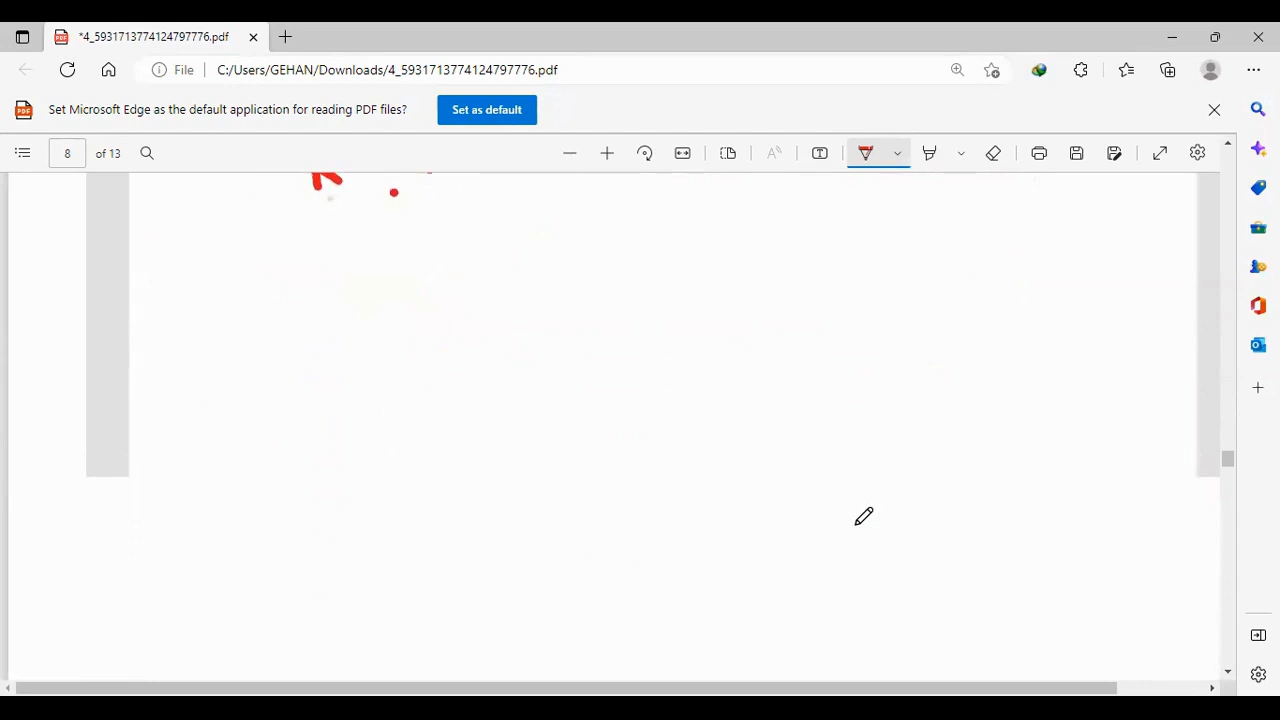 *4_5931713774124797776.pdf
File C:/Users/GEHAN/Downloads/4_5931713774124797776.pdf
Set Microsoft Edge as the default application for reading PDF files? Set as default
8 of 13